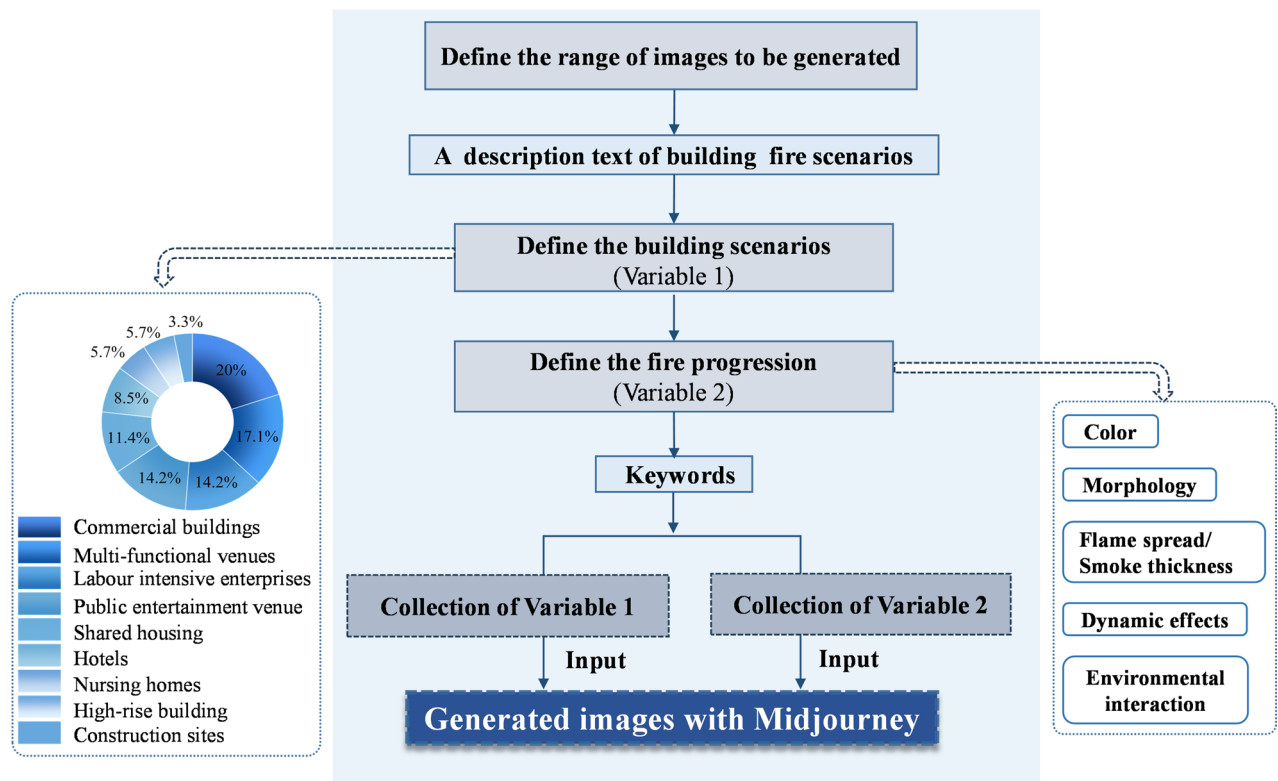 Define the range of images to be generated
A description text of building fire scenarios
Define the building scenarios
(Variable 1)
Define the fire progression
(Variable 2)
Keywords
Collection of Variable 1
Collection of Variable 2
Input
Input
Generated images with Midjourney
3.3%
5.7%
5.7%
20%
8.5%
17.1%
11.4%
14.2%
14.2%
Commercial buildings
Multi-functional venues
Labour intensive enterprises
Public entertainment venue
Shared housing
Hotels
Nursing homes
High-rise building
Construction sites
Color
Morphology
Flame spread/
Smoke thickness
Dynamic effects
Environmental
interaction